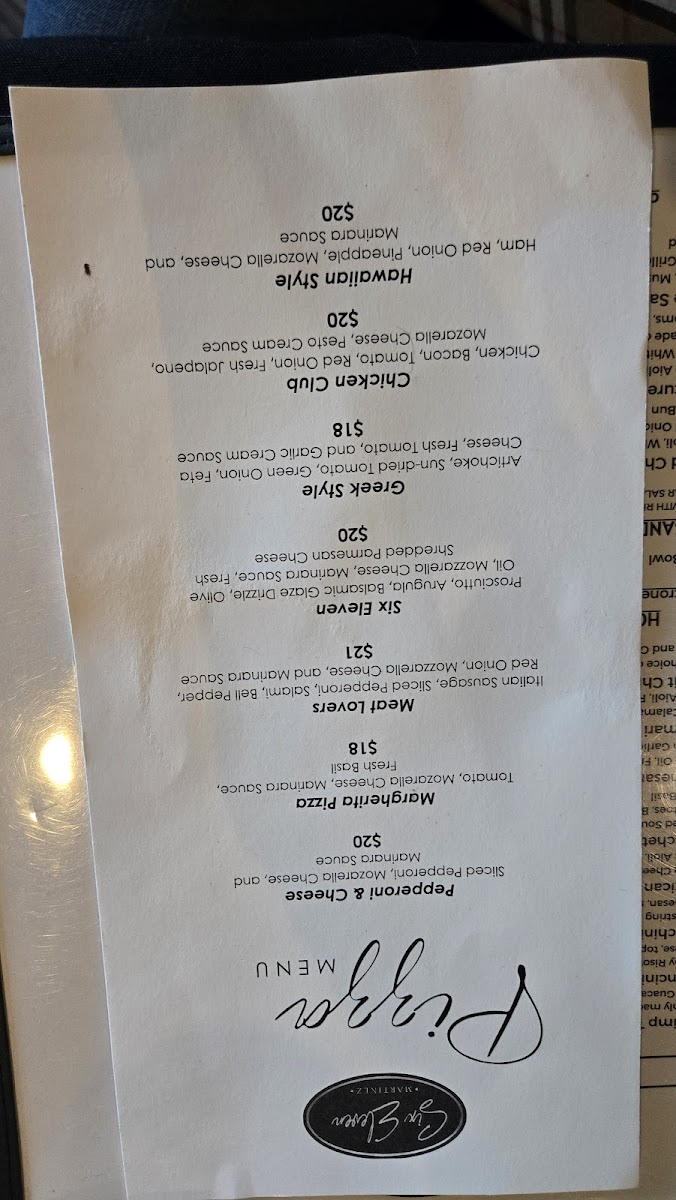 Six Eleven
• MARTINEZ •
Pizza
MENU
Pepperoni & Cheese
Sliced Pepperoni, Mozarella Cheese, and
Marinara Sauce
$20
Margherita Pizza
Tomato, Mozarella Cheese, Marinara Sauce,
Fresh Basil
$18
Meat Lovers
Italian Sausage, Sliced Pepperoni, Salami, Bell Pepper,
Red Onion, Mozzarella Cheese, and Marinara Sauce
$21
Six Eleven
Prosciutto, Arugula, Balsamic Glaze Drizzle, Olive
Oil, Mozzarella Cheese, Marinara Sauce, Fresh
Shredded Parmesan Cheese
$20
Greek Style
Artichoke, Sun-dried Tomato, Green Onion, Feta
Cheese, Fresh Tomato, and Garlic Cream Sauce
$18
Chicken Club
Chicken, Bacon, Tomato, Red Onion, Fresh Jalapeno,
Mozarella Cheese, Pesto Cream Sauce
$20
Hawaiian Style
Ham, Red Onion, Pineapple, Mozarella Cheese, and
Marinara Sauce
$20